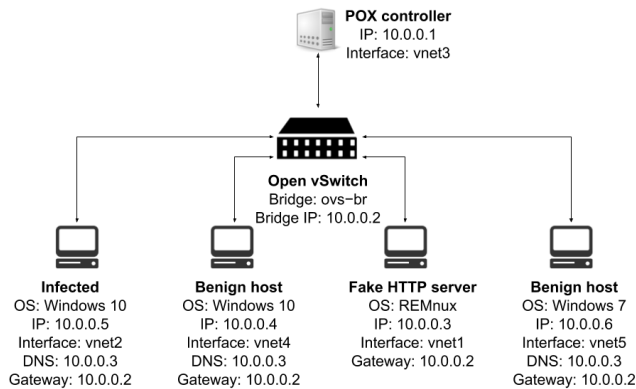 POX controller
IP: 10.0.0.1
Interface: vnet3
Open vSwitch
Bridge: ovs−br
Bridge IP: 10.0.0.2
Infected
OS: Windows 10
IP: 10.0.0.5
Interface: vnet2
DNS: 10.0.0.3
Gateway: 10.0.0.2
Benign host
OS: Windows 10
IP: 10.0.0.4
Interface: vnet4
DNS: 10.0.0.3
Gateway: 10.0.0.2
Fake HTTP server
OS: REMnux
IP: 10.0.0.3
Interface: vnet1
Gateway: 10.0.0.2
Benign host
OS: Windows 7
IP: 10.0.0.6
Interface: vnet5
DNS: 10.0.0.3
Gateway: 10.0.0.2